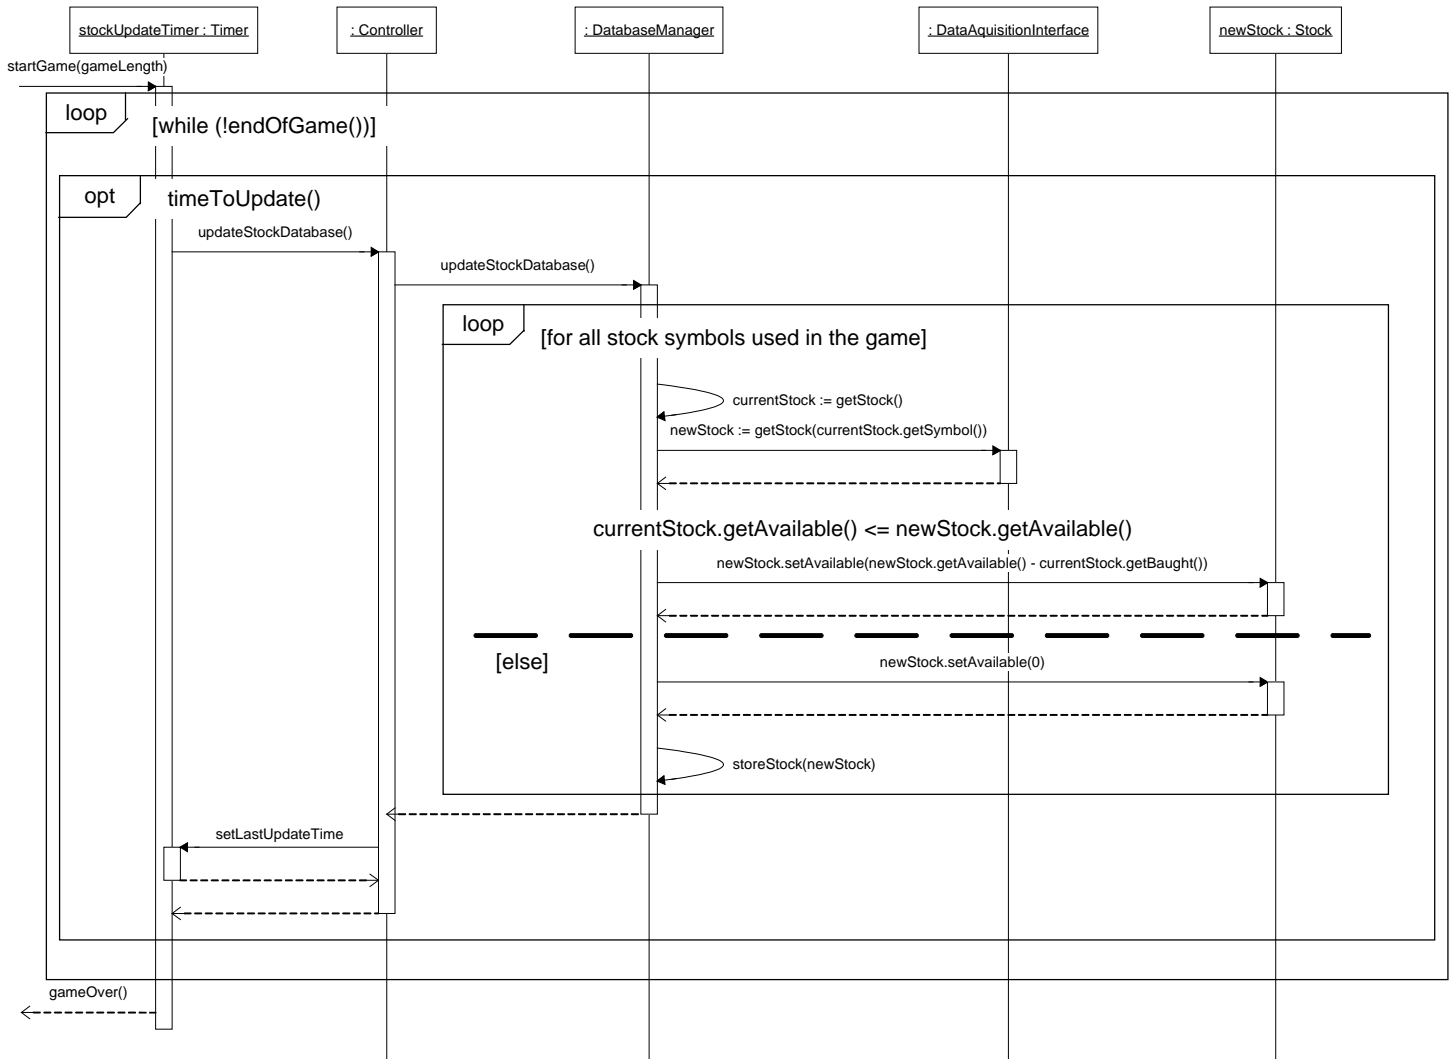 stockUpdateTimer : Timer
: Controller
: DatabaseManager
: DataAquisitionInterface
newStock : Stock
startGame(gameLength)
loop
[while (!endOfGame())]
opt
timeToUpdate()
updateStockDatabase()
updateStockDatabase()
loop
[for all stock symbols used in the game]
currentStock := getStock()
newStock := getStock(currentStock.getSymbol())
currentStock.getAvailable() <= newStock.getAvailable()
newStock.setAvailable(newStock.getAvailable() - currentStock.getBaught())
[else]
newStock.setAvailable(0)
storeStock(newStock)
setLastUpdateTime
gameOver()